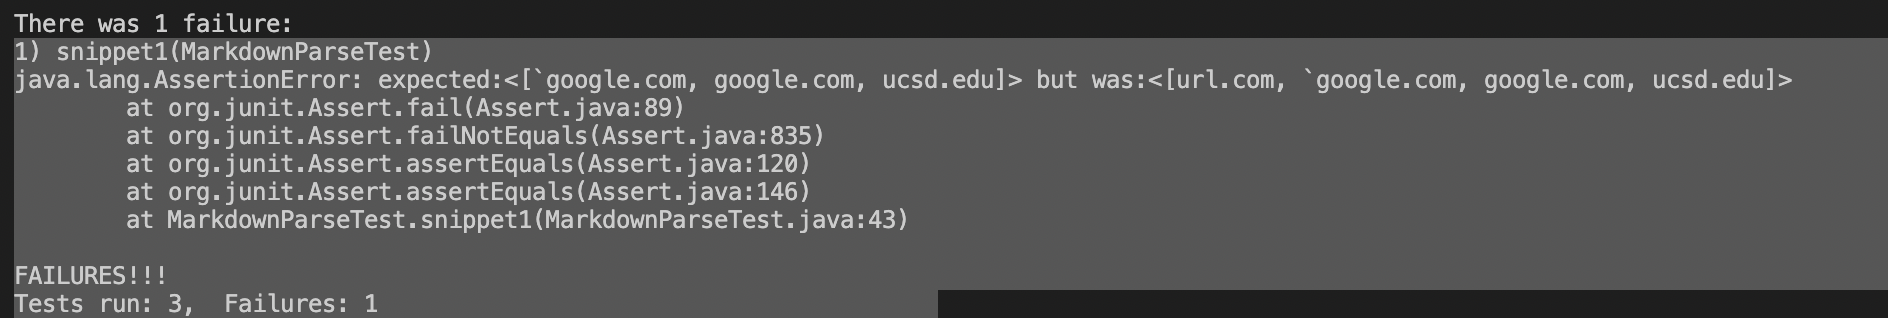 There was 1 failure:
1) snippet1(MarkdownParseTest)
java.lang.AssertionError: expected:<[`google.com, google.com, ucsd.edu]> but was:<[url.com, `google.com, google.com, ucsd.edu]>
        at org.junit.Assert.fail(Assert.java:89)
        at org.junit.Assert.failNotEquals(Assert.java:835)
        at org.junit.Assert.assertEquals(Assert.java:120)
        at org.junit.Assert.assertEquals(Assert.java:146)
        at MarkdownParseTest.snippet1(MarkdownParseTest.java:43)
FAILURES!!!
Tests run: 3,  Failures: 1